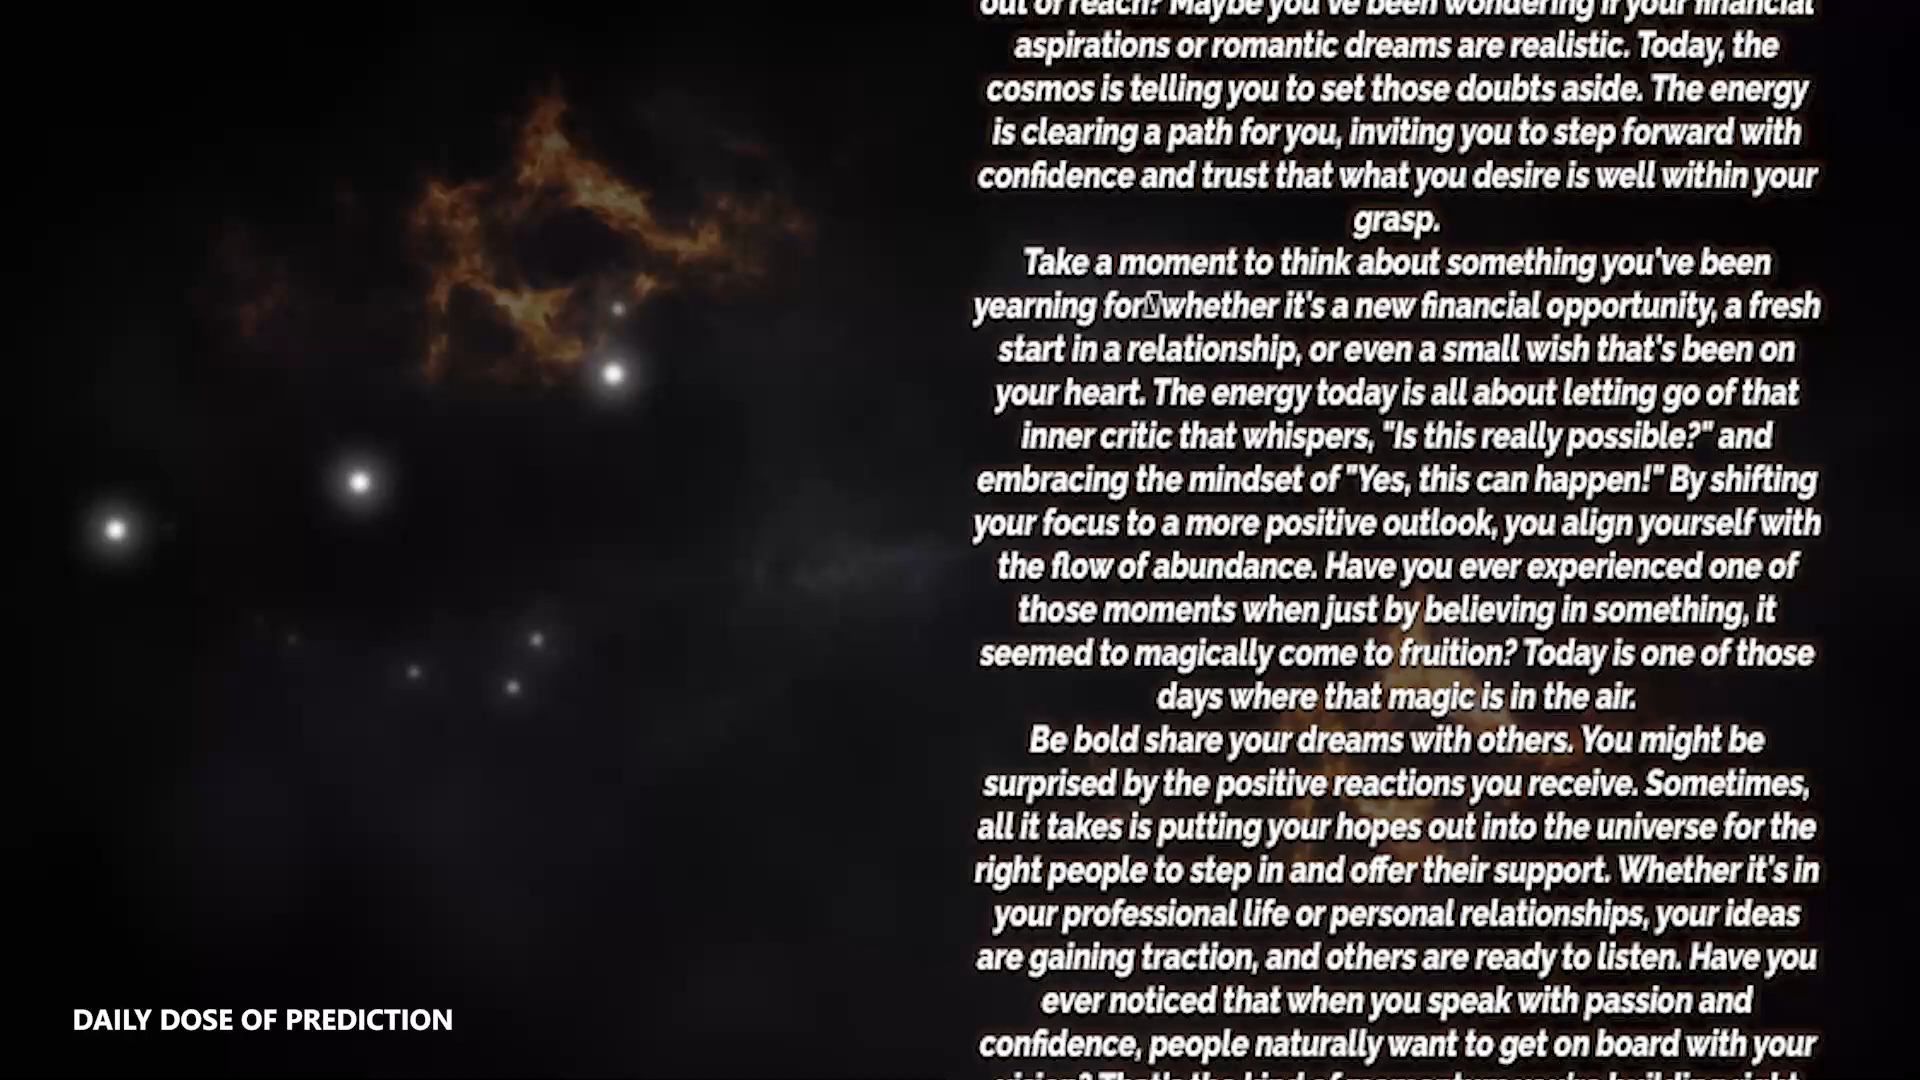 out of reach? Maybe you've been wondering if your financial
aspirations or romantic dreams are realistic. Today, the
cosmos is telling you to set those doubts aside. The energy
is clearing a path for you, inviting you to step forward with
confidence and trust that what you desire is well within your
grasp.
Take a moment to think about something you've been
yearning for▯whether it's a new financial opportunity, a fresh
start in a relationship, or even a small wish that's been on
your heart. The energy today is all about letting go of that
inner critic that whispers, "Is this really possible?" and
embracing the mindset of "Yes, this can happen!" By shifting
your focus to a more positive outlook, you align yourself with
the flow of abundance. Have you ever experienced one of
those moments when just by believing in something, it
seemed to magically come to fruition? Today is one of those
days where that magic is in the air.
Be bold share your dreams with others. You might be
surprised by the positive reactions you receive. Sometimes,
all it takes is putting your hopes out into the universe for the
right people to step in and offer their support. Whether it's in
your professional life or personal relationships, your ideas
are gaining traction, and others are ready to listen. Have you
ever noticed that when you speak with passion and
confidence, people naturally want to get on board with your
DAILY DOSE OF PREDICTION